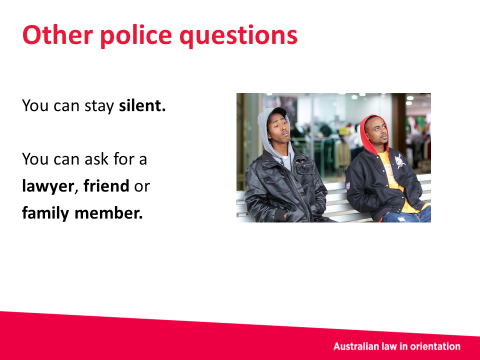 Other police questions
You can stay silent.
You can ask for a
lawyer, friend or
family member.
Australian law in orientation